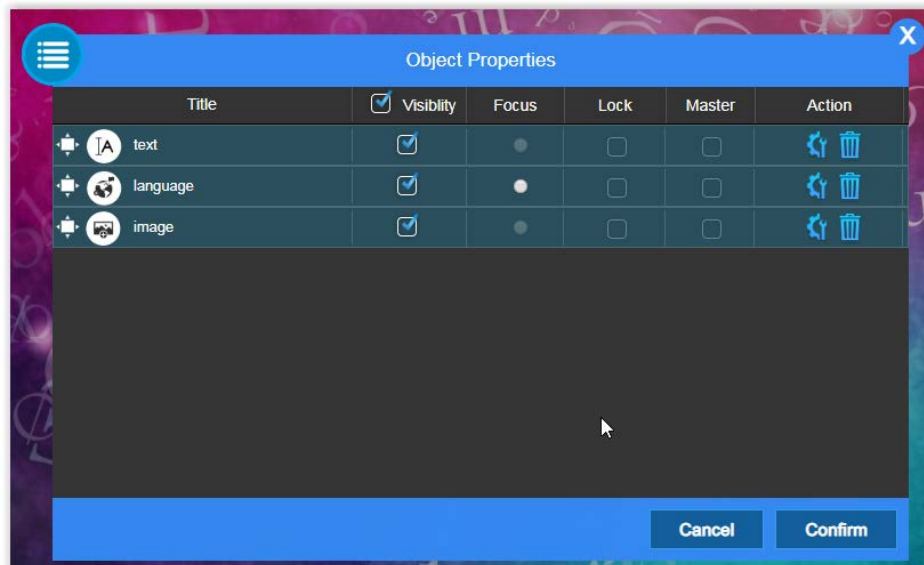 X
Object Properties
Title Visiblity Focus Lock Master Action
A text
language
image
Cancel Confirm